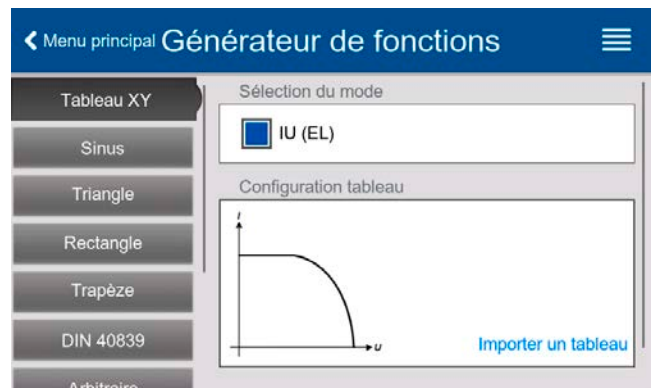 Menu principal Générateur de fonctions
Tableau XY
Sinus
Triangle
Rectangle
Trapèze
DIN 40839
Arbitraire
Sélection du mode
IU (EL)
Configuration tableau
I
U
Importer un tableau